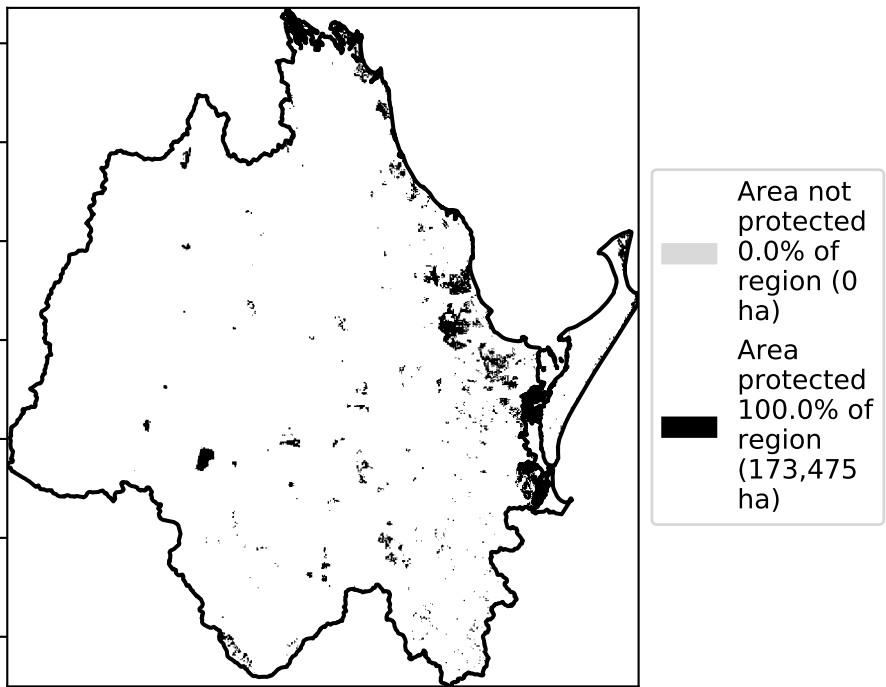 Area not
protected
0.0% of
region (0
ha)
Area
protected
100.0% of
region
(173,475
ha)